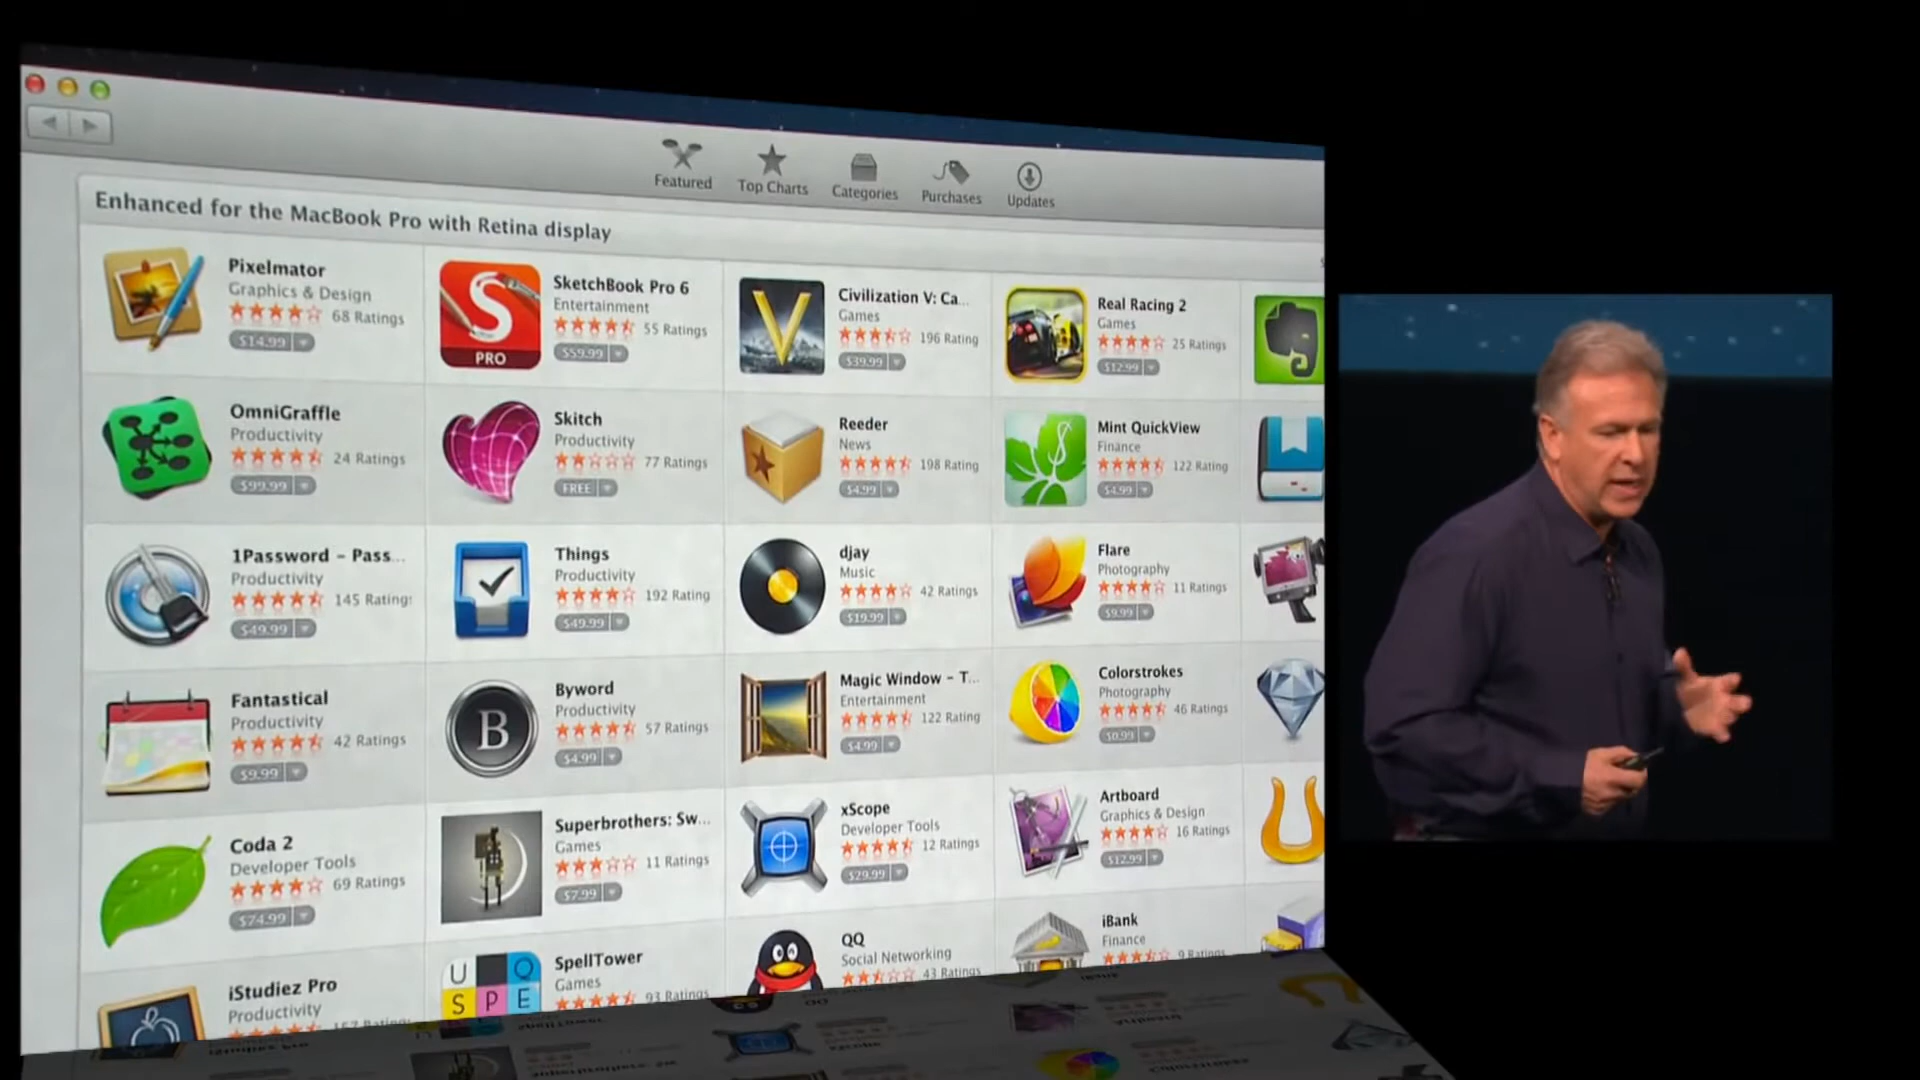 Featured
Top Charts
Categories
Purchases
Updates
Enhanced for the MacBook Pro with Retina display
Pixelmator
Graphics & Design
68 Ratings
$14.99
SketchBook Pro 6
Entertainment
55 Ratings
$59.99
PRO
Civilization V: Ca...
Games
196 Rating
$39.99
Real Racing 2
Games
25 Ratings
$12.99
OmniGraffle
Productivity
24 Ratings
$99.99
Skitch
Productivity
77 Ratings
FREE
Reeder
News
198 Rating
$4.99
Mint QuickView
Finance
122 Rating
$4.99
1Password – Pass...
Productivity
145 Rating
$49.99
Things
Productivity
192 Rating
$49.99
djay
Music
42 Ratings
$19.99
Flare
Photography
11 Ratings
$9.99
Fantastical
Productivity
42 Ratings
$9.99
B
Byword
Productivity
57 Ratings
$4.99
Magic Window – T...
Entertainment
122 Rating
$4.99
Colorstrokes
Photography
46 Ratings
$0.99
Coda 2
Developer Tools
69 Ratings
$74.99
Superbrothers: Sw...
Games
11 Ratings
$7.99
xScope
Developer Tools
12 Ratings
$29.99
Artboard
Graphics & Design
16 Ratings
$12.99
iStudiez Pro
Productivity
157 Ratings
U Q
S P E
SpellTower
Games
93 Ratings
QQ
Social Networking
43 Ratings
iBank
Finance
9 Ratings